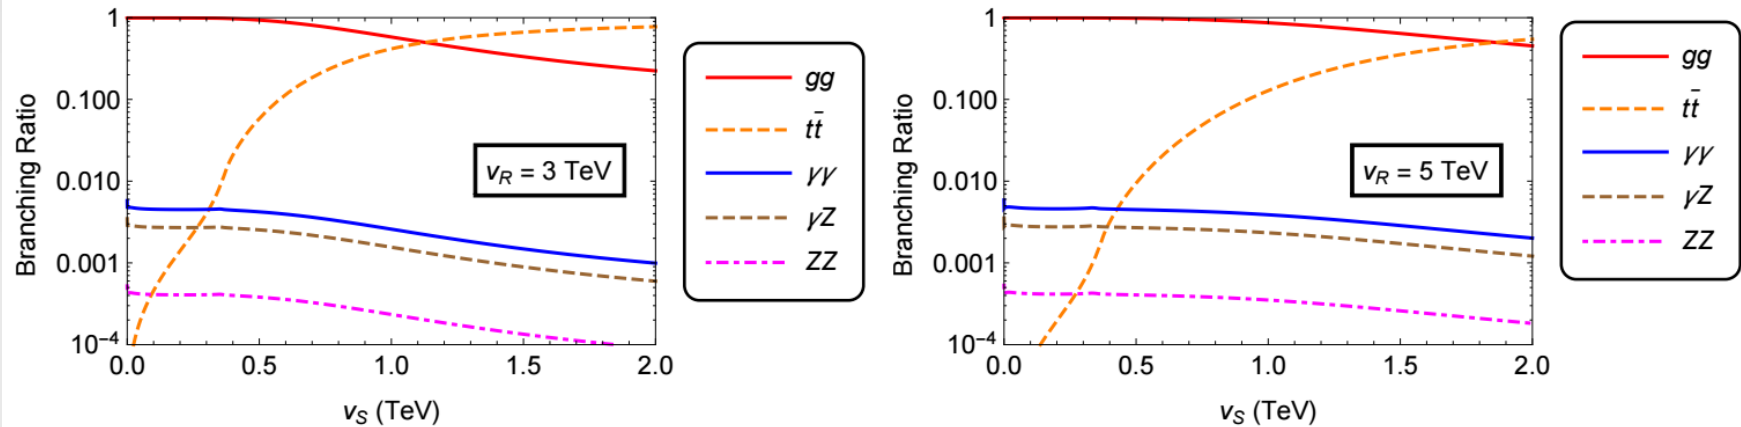 1
0.100
0.010
0.001
10⁻⁴
Branching Ratio
0.0 0.5 1.0 1.5 2.0
v_S (TeV)
v_R = 3 TeV
gg
tt̄
γγ
γZ
ZZ
1
0.100
0.010
0.001
10⁻⁴
Branching Ratio
0.0 0.5 1.0 1.5 2.0
v_S (TeV)
v_R = 5 TeV
gg
tt̄
γγ
γZ
ZZ